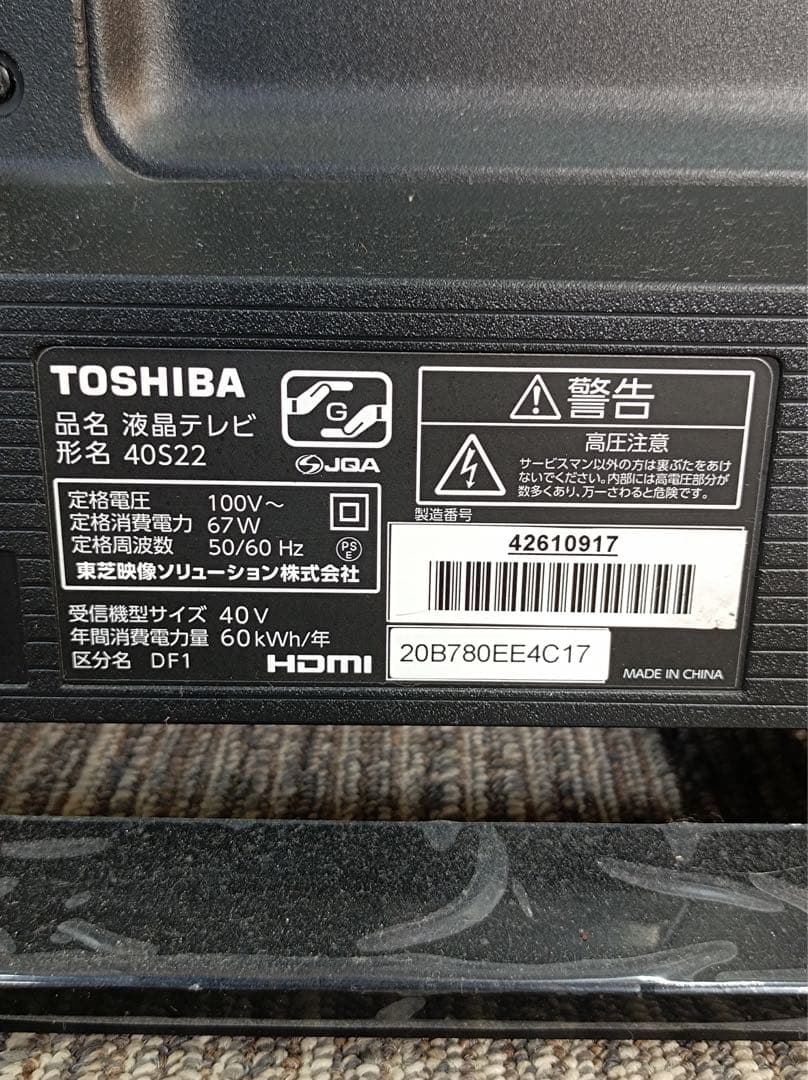 TOSHIBA
品名 液晶テレビ
形名 40S22
G
JQA
定格電圧 100V～
定格消費電力 67W
定格周波数 50/60 Hz
PS
E
東芝映像ソリューション株式会社
受信機型サイズ 40V
年間消費電力量 60kWh/年
区分名 DF1
HDMI
警告
高圧注意
サービスマン以外の方は裏ぶたをあけ
ないでください。内部には高電圧部分が
数多くあり、万一さわると危険です。
製造番号
42610917
20B780EE4C17
MADE IN CHINA